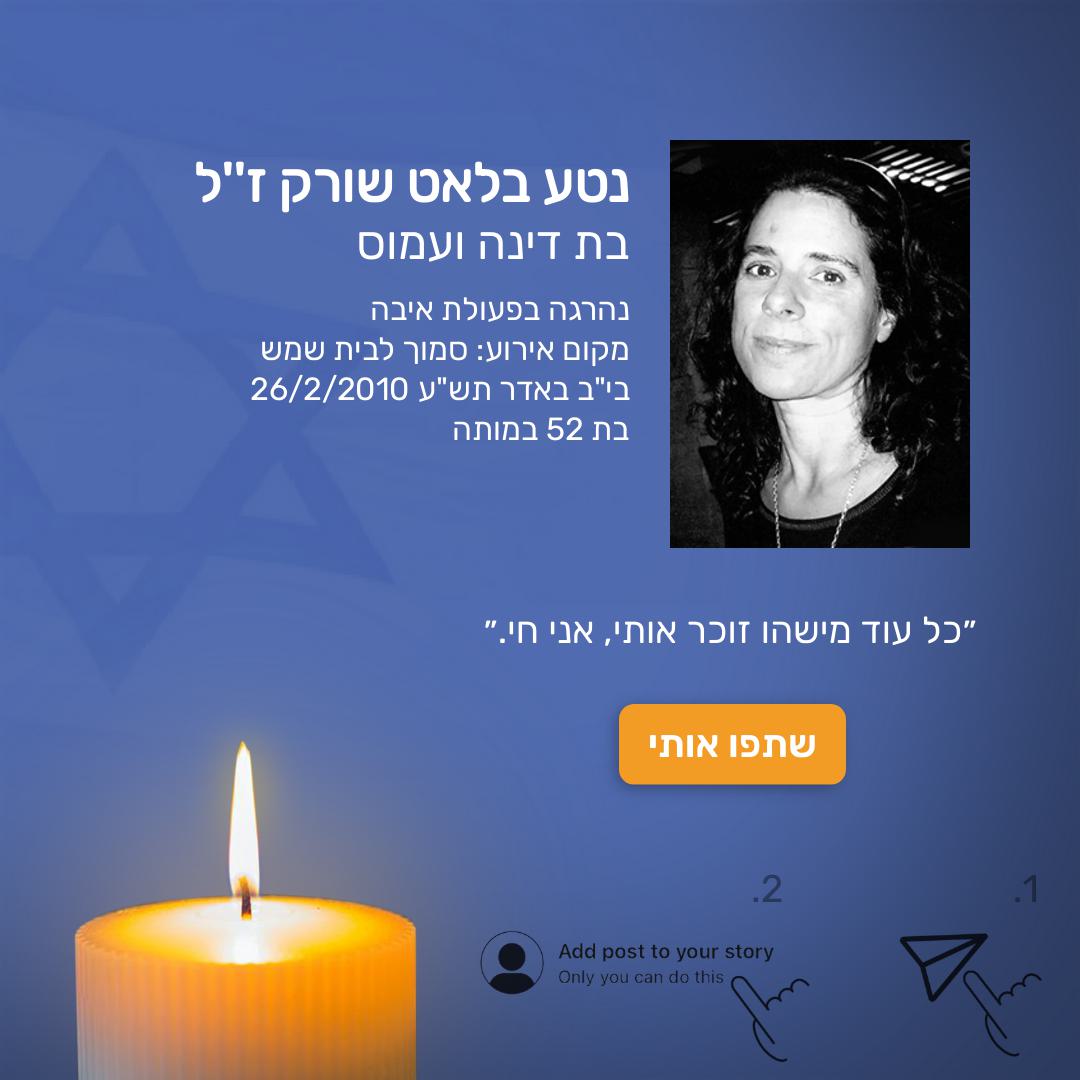 נטע בלאט שורק ז''ל
בת דינה ועמוס
נהרגה בפעולת איבה
מקום אירוע: סמוך לבית שמש
בי"ב באדר תש"ע 26/2/2010
בת 52 במותה
״כל עוד מישהו זוכר אותי, אני חי.״
שתפו אותי
1.
2.
Add post to your story
Only you can do this